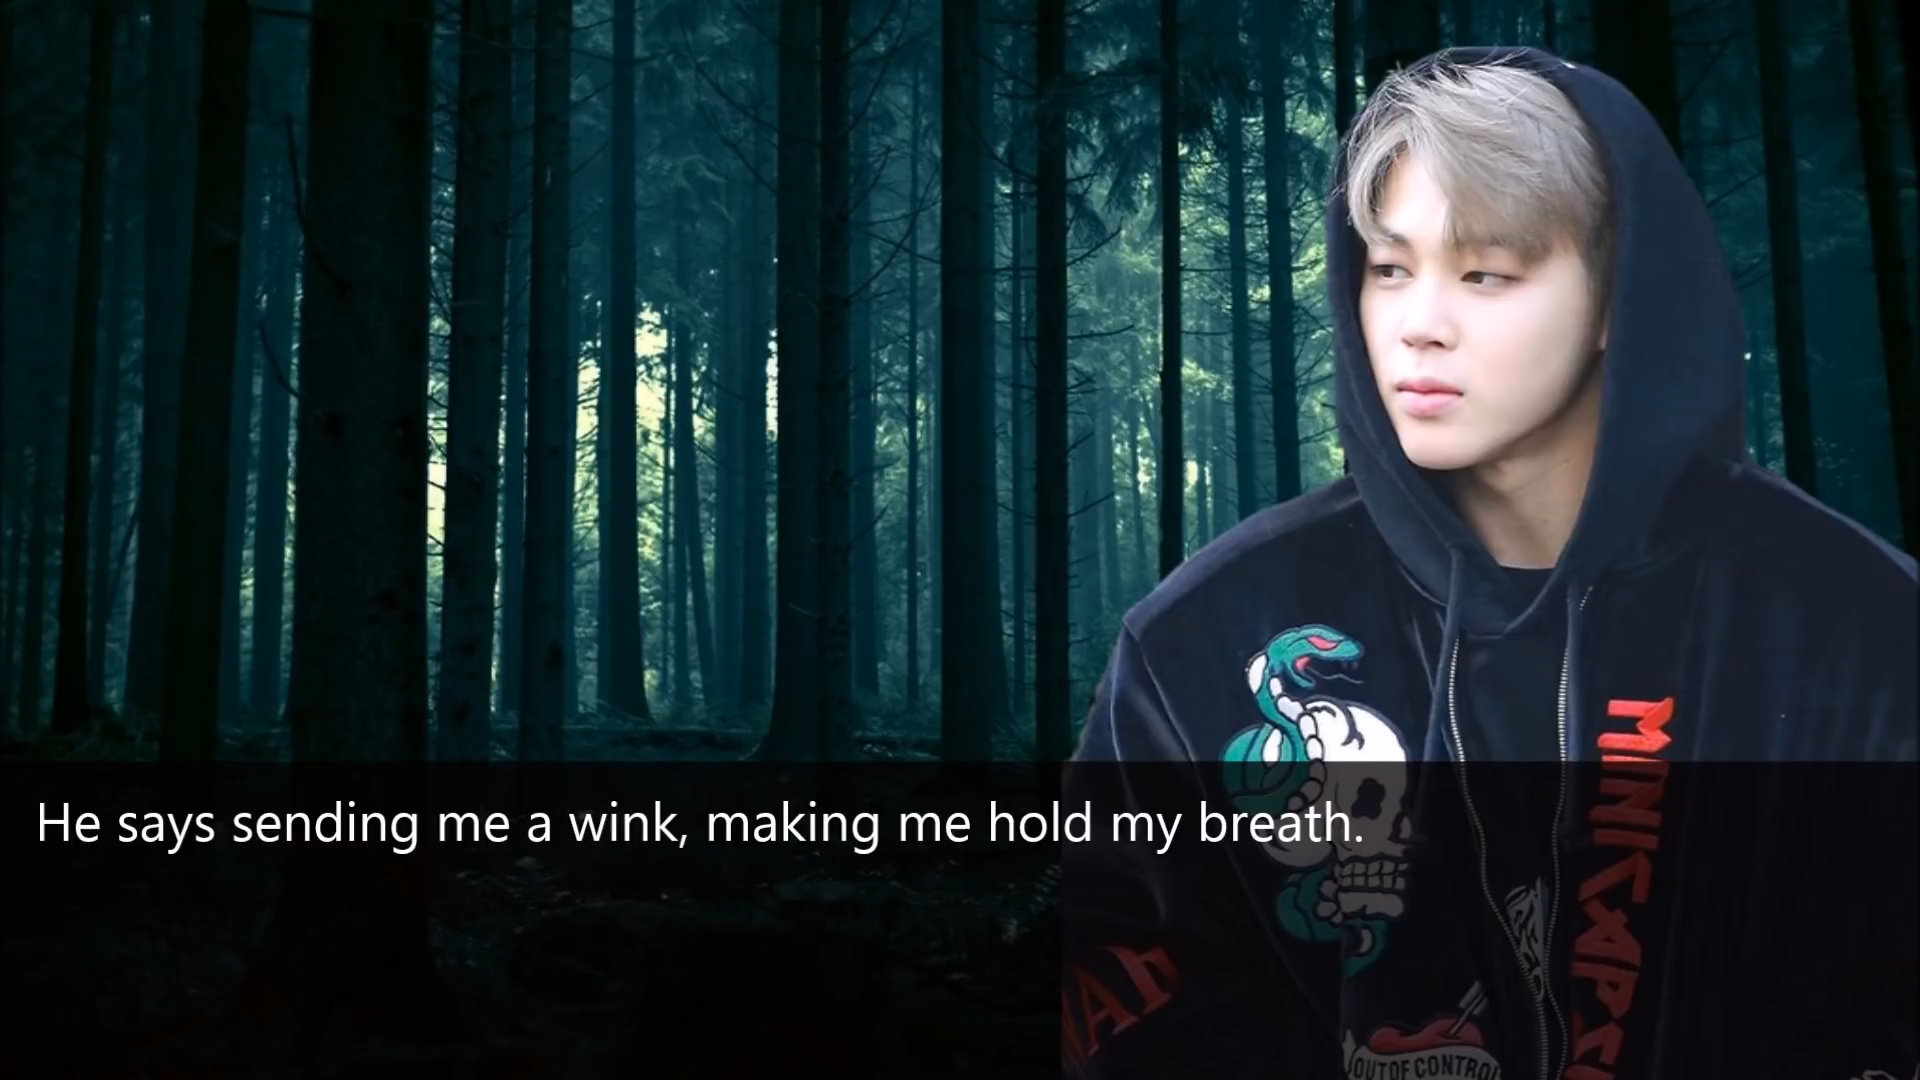 He says sending me a wink, making me hold my breath.
OUT OF CONTROL